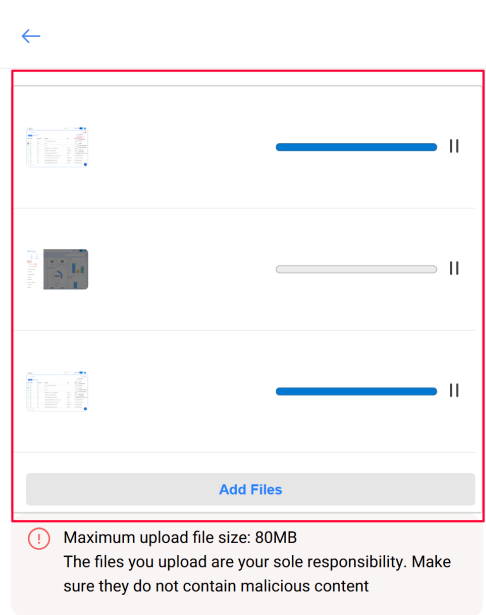 Add Files
Maximum upload file size: 80MB
The files you upload are your sole responsibility. Make
sure they do not contain malicious content